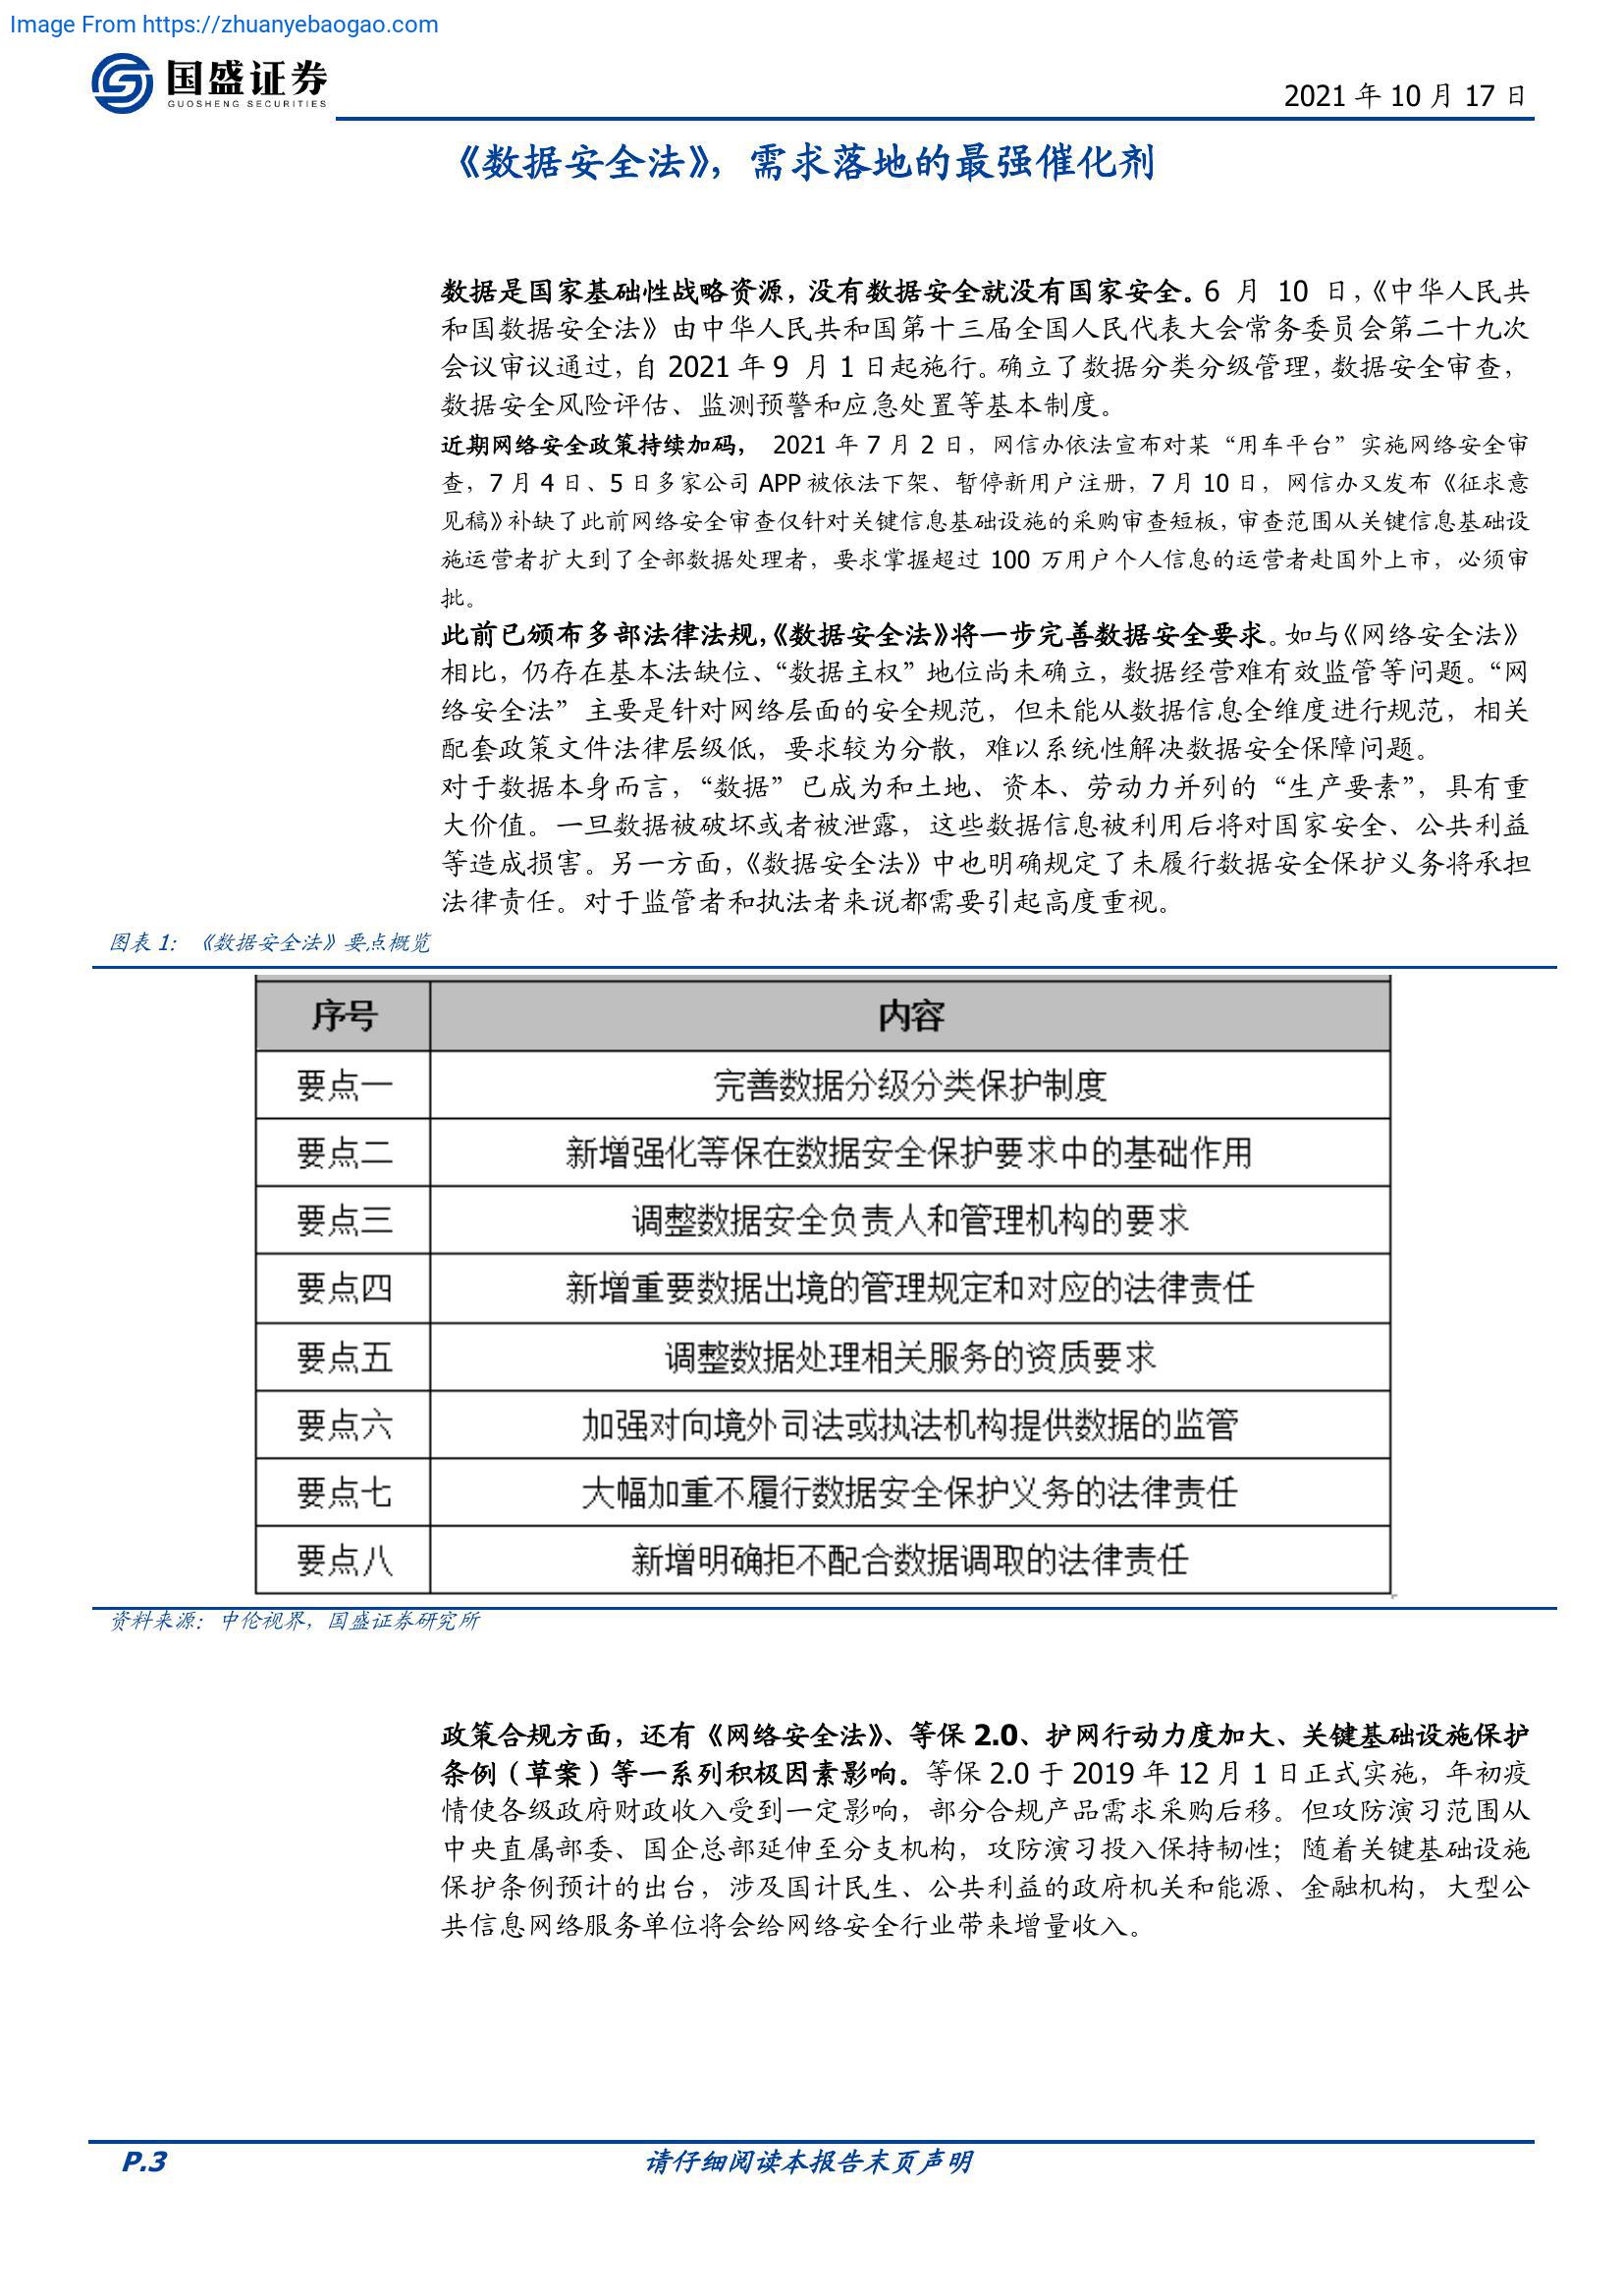 Image From https://zhuanyebaogao.com
国盛证券
GUOSHENG SECURITIES
2021 年 10 月 17 日
《数据安全法》，需求落地的最强催化剂
数据是国家基础性战略资源，没有数据安全就没有国家安全。6 月 10 日，《中华人民共
和国数据安全法》由中华人民共和国第十三届全国人民代表大会常务委员会第二十九次
会议审议通过，自 2021 年 9 月 1 日起施行。确立了数据分类分级管理，数据安全审查，
数据安全风险评估、监测预警和应急处置等基本制度。
近期网络安全政策持续加码， 2021 年 7 月 2 日，网信办依法宣布对某“用车平台”实施网络安全审
查，7 月 4 日、5 日多家公司 APP 被依法下架、暂停新用户注册，7 月 10 日，网信办又发布《征求意
见稿》补缺了此前网络安全审查仅针对关键信息基础设施的采购审查短板，审查范围从关键信息基础设
施运营者扩大到了全部数据处理者，要求掌握超过 100 万用户个人信息的运营者赴国外上市，必须审
批。
此前已颁布多部法律法规，《数据安全法》将一步完善数据安全要求。如与《网络安全法》
相比，仍存在基本法缺位、“数据主权”地位尚未确立，数据经营难有效监管等问题。“网
络安全法”主要是针对网络层面的安全规范，但未能从数据信息全维度进行规范，相关
配套政策文件法律层级低，要求较为分散，难以系统性解决数据安全保障问题。
对于数据本身而言，“数据”已成为和土地、资本、劳动力并列的“生产要素”，具有重
大价值。一旦数据被破坏或者被泄露，这些数据信息被利用后将对国家安全、公共利益
等造成损害。另一方面，《数据安全法》中也明确规定了未履行数据安全保护义务将承担
法律责任。对于监管者和执法者来说都需要引起高度重视。
图表 1： 《数据安全法》要点概览
序号 内容
要点一 完善数据分级分类保护制度
要点二 新增强化等保在数据安全保护要求中的基础作用
要点三 调整数据安全负责人和管理机构的要求
要点四 新增重要数据出境的管理规定和对应的法律责任
要点五 调整数据处理相关服务的资质要求
要点六 加强对向境外司法或执法机构提供数据的监管
要点七 大幅加重不履行数据安全保护义务的法律责任
要点八 新增明确拒不配合数据调取的法律责任
资料来源：中伦视界，国盛证券研究所
政策合规方面，还有《网络安全法》、等保 2.0、护网行动力度加大、关键基础设施保护
条例（草案）等一系列积极因素影响。等保 2.0 于 2019 年 12 月 1 日正式实施，年初疫
情使各级政府财政收入受到一定影响，部分合规产品需求采购后移。但攻防演习范围从
中央直属部委、国企总部延伸至分支机构，攻防演习投入保持韧性；随着关键基础设施
保护条例预计的出台，涉及国计民生、公共利益的政府机关和能源、金融机构，大型公
共信息网络服务单位将会给网络安全行业带来增量收入。
P.3
请仔细阅读本报告末页声明